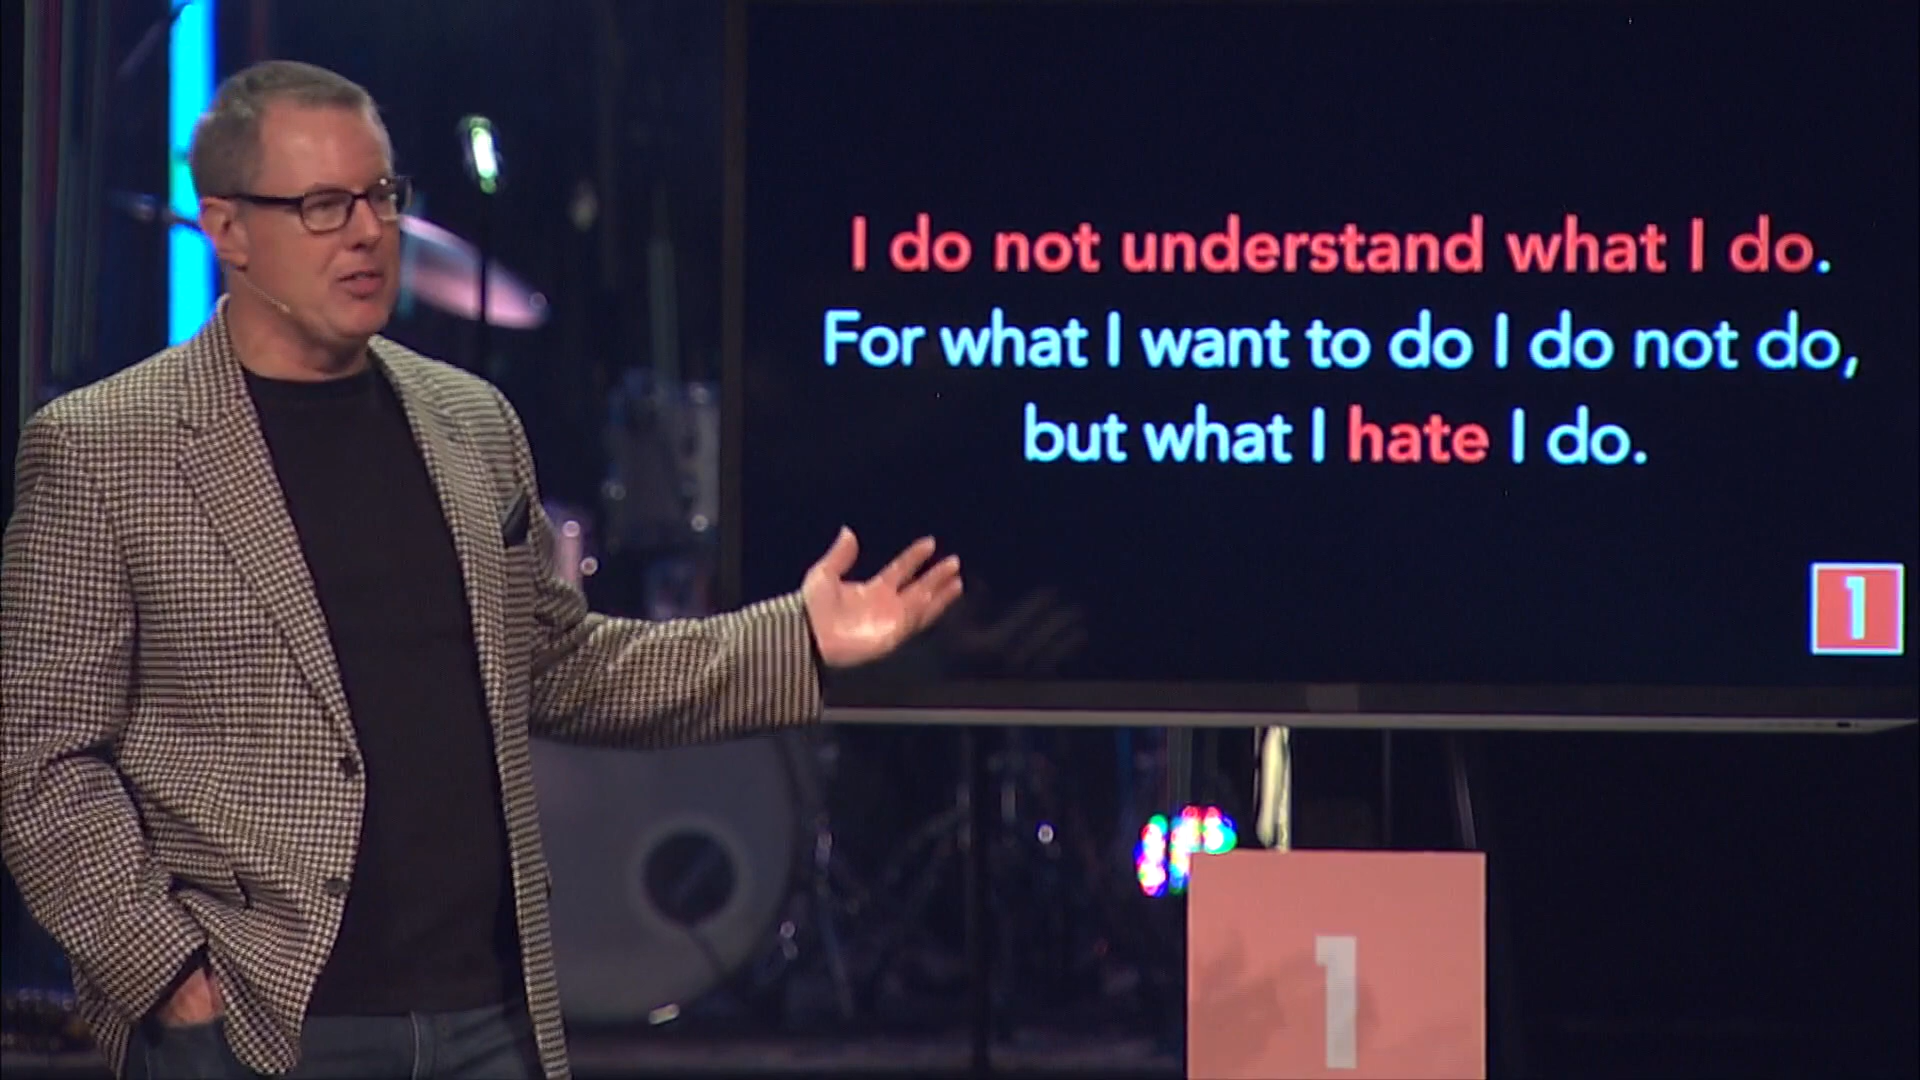 I do not understand what I do.
For what I want to do I do not do,
but what I hate I do.
1
1